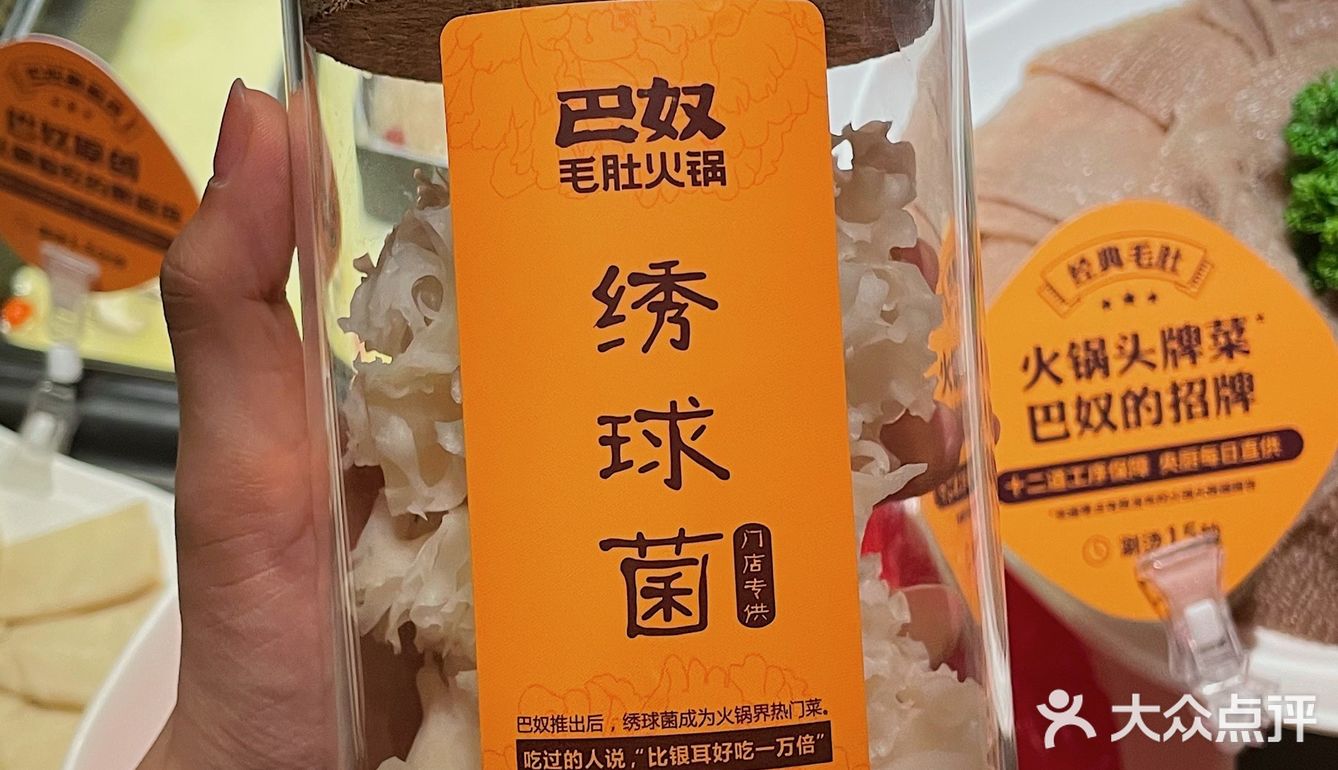 巴奴
毛肚火锅
绣球菌
门店专供
巴奴推出后，绣球菌成为火锅界热门菜。
吃过的人说，“比银耳好吃一万倍”
经典毛肚
火锅头牌菜
巴奴的招牌
十二道工序保障 央厨每日直供
涮烫15秒
巴奴原创
大众点评